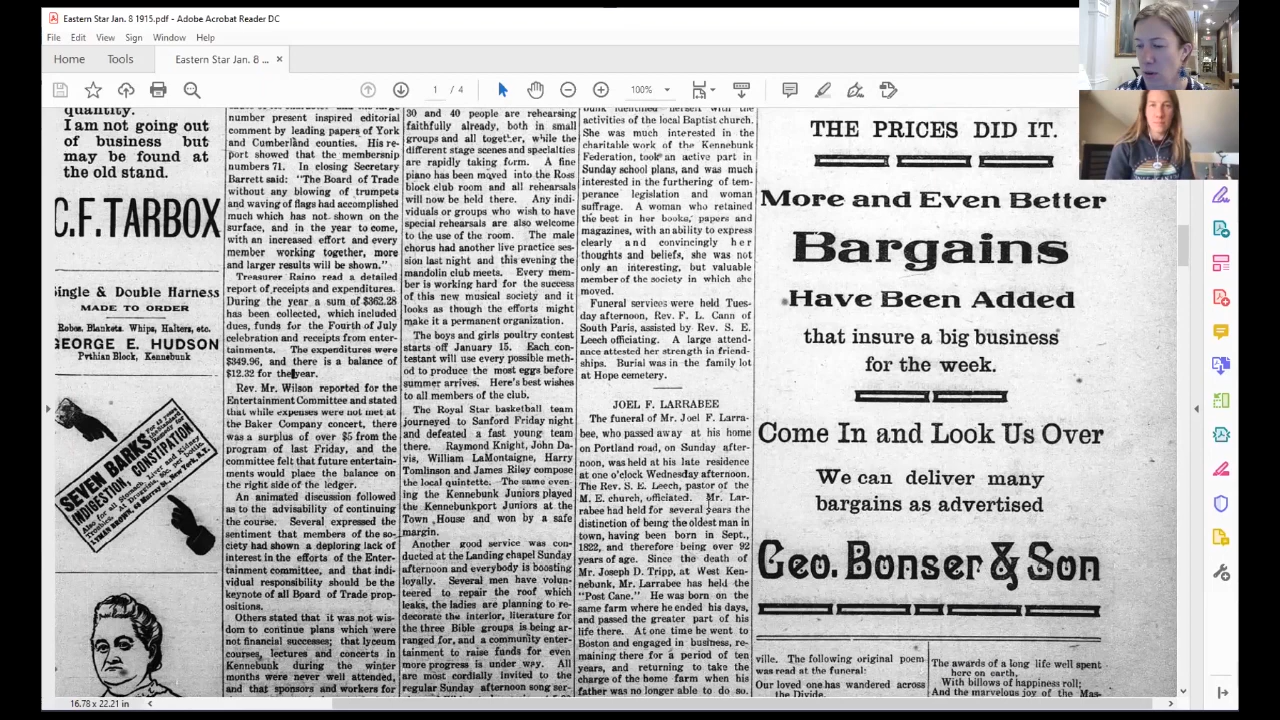 Eastern Star Jan. 8 1915.pdf - Adobe Acrobat Reader DC
File Edit View Sign Window Help
Home Tools Eastern Star Jan. 8 ... ×
1 / 4 100%
quantity.
I am not going out
of business but
may be found at
the old stand.
C.F. TARBOX
Single & Double Harness
MADE TO ORDER
Robes, Blankets, Whips, Halters, etc.
GEORGE E. HUDSON
Pythian Block, Kennebunk
SEVEN BARKS
INDIGESTION, CONSTIPATION
LYMAN BROWN, 68 Murray St., New York, N.Y.
number present inspired editorial
comment by leading papers of York
and Cumberland counties. His re-
port showed that the membership
numbers 71. In closing Secretary
Barrett said: "The Board of Trade
without any blowing of trumpets
and waving of flags had accomplished
much which has not shown on the
surface, and in the year to come,
with an increased effort and every
member working together, more
and larger results will be shown."
Treasurer Raino read a detailed
report of receipts and expenditures.
During the year a sum of $362.28
has been collected, which included
dues, funds for the Fourth of July
celebration and receipts from enter-
tainments. The expenditures were
$349.96, and there is a balance of
$12.32 for the year.
Rev. Mr. Wilson reported for the
Entertainment Committee and stated
that while expenses were not met at
the Baker Company concert, there
was a surplus of over $5 from the
program of last Friday, and the
committee felt that future entertain-
ments would place the balance on
the right side of the ledger.
An animated discussion followed
as to the advisability of continuing
the course. Several expressed the
sentiment that members of the so-
ciety had shown a deploring lack of
interest in the efforts of the Enter-
tainment committee, and that indi-
vidual responsibility should be the
keynote of all Board of Trade prop-
ositions.
Others stated that it was not wis-
dom to continue plans which were
not financial successes; that lyceum
courses, lectures and concerts in
Kennebunk during the winter
months were never well attended,
and that sponsors and workers for
30 and 40 people are rehearsing
faithfully already, both in small
groups and all together, while the
different stage scenes and specialties
are rapidly taking form. A fine
piano has been moved into the Ross
block club room and all rehearsals
will now be held there. Any indi-
viduals or groups who wish to have
special rehearsals are also welcome
to the use of the room. The male
chorus had another live practice ses-
sion last night and this evening the
mandolin club meets. Every mem-
ber is working hard for the success
of this new musical society and it
looks as though the efforts might
make it a permanent organization.
The boys and girls poultry contest
starts off January 15. Each con-
testant will use every possible meth-
od to produce the most eggs before
summer arrives. Here's best wishes
to all members of the club.
The Royal Star basketball team
journeyed to Sanford Friday night
and defeated a fast young team
there. Raymond Knight, John Da-
vis, William LaMontaigne, Harry
Tomlinson and James Riley compose
the local quintette. The same even-
ing the Kennebunk Juniors played
the Kennebunkport Juniors at the
Town House and won by a safe
margin.
Another good service was con-
ducted at the Landing chapel Sunday
afternoon and everybody is boosting
loyally. Several men have volun-
teered to repair the roof which
leaks, the ladies are planning to re-
decorate the interior, literature for
the three Bible groups is being ar-
ranged for, and a community enter-
tainment to raise funds for even
more progress is under way. All
are most cordially invited to the
regular Sunday afternoon song ser-
bunk identified herself with the
activities of the local Baptist church.
She was much interested in the
charitable work of the Kennebunk
Federation, took an active part in
Sunday school plans, and was much
interested in the furthering of tem-
perance legislation and woman
suffrage. A woman who retained
the best in her books, papers and
magazines, with an ability to express
clearly and convincingly her
thoughts and beliefs, she was not
only an interesting, but valuable
member of the society in which she
moved.
Funeral services were held Tues-
day afternoon, Rev. F. L. Cann of
South Paris, assisted by Rev. S. E.
Leech officiating. A large attend-
ance attested her strength in friend-
ships. Burial was in the family lot
at Hope cemetery.
JOEL F. LARRABEE
The funeral of Mr. Joel F. Larra-
bee, who passed away at his home
on Portland road, on Sunday after-
noon, was held at his late residence
at one o'clock Wednesday afternoon.
The Rev. S. E. Leech, pastor of the
M. E. church, officiated. Mr. Lar-
rabee had held for several years the
distinction of being the oldest man in
town, having been born in Sept.,
1822, and therefore being over 92
years of age. Since the death of
Mr. Joseph D. Tripp, at West Ken-
nebunk, Mr. Larrabee has held the
"Post Cane." He was born on the
same farm where he ended his days,
and passed the greater part of his
life there. At one time he went to
Boston and engaged in business, re-
maining there for a period of ten
years, and returning to take the
charge of the home farm when his
father was no longer able to do so.
THE PRICES DID IT.
More and Even Better
Bargains
Have Been Added
that insure a big business
for the week.
Come In and Look Us Over
We can deliver many
bargains as advertised
Geo. Bonser & Son
ville. The following original poem
was read at the funeral:
Our loved one has wandered across
the Divide,
The awards of a long life well spent
here on earth,
With billows of happiness roll;
And the marvelous joy of the Mas-
16.78 x 22.21 in